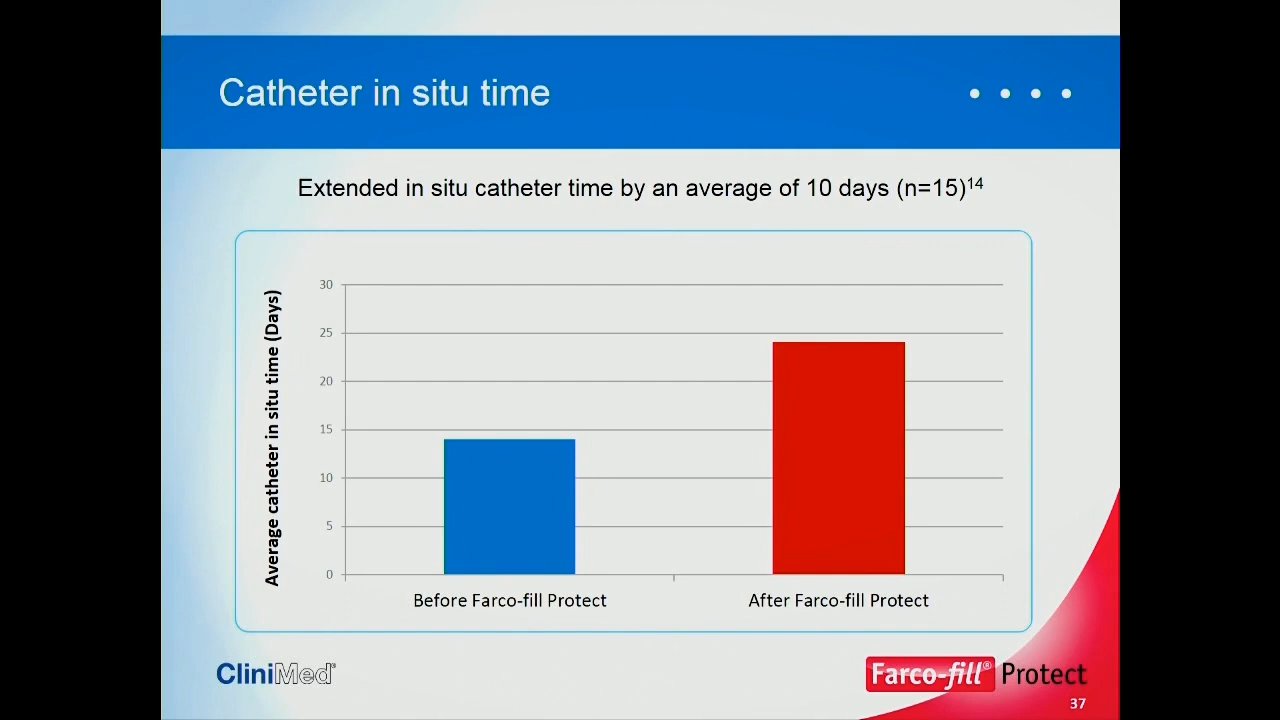 Catheter in situ time
Extended in situ catheter time by an average of 10 days (n=15)14
Average catheter in situ time (Days)
30
25
20
15
10
5
0
Before Farco-fill Protect
After Farco-fill Protect
CliniMed®
Farco-fill® Protect
37